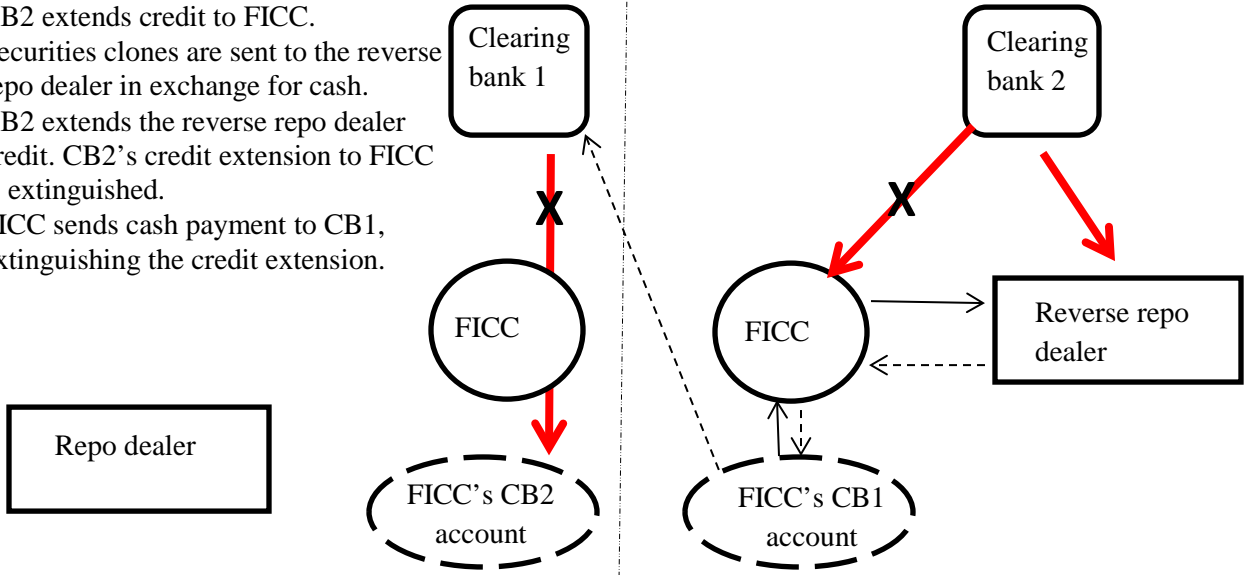 B2 extends credit to FICC.
ecurities clones are sent to the reverse
epo dealer in exchange for cash.
B2 extends the reverse repo dealer
redit. CB2’s credit extension to FICC
extinguished.
ICC sends cash payment to CB1,
xtinguishing the credit extension.
Clearing
bank 1
X
FICC
Repo dealer
FICC’s CB2
account
Clearing
bank 2
X
FICC
Reverse repo
dealer
FICC’s CB1
account